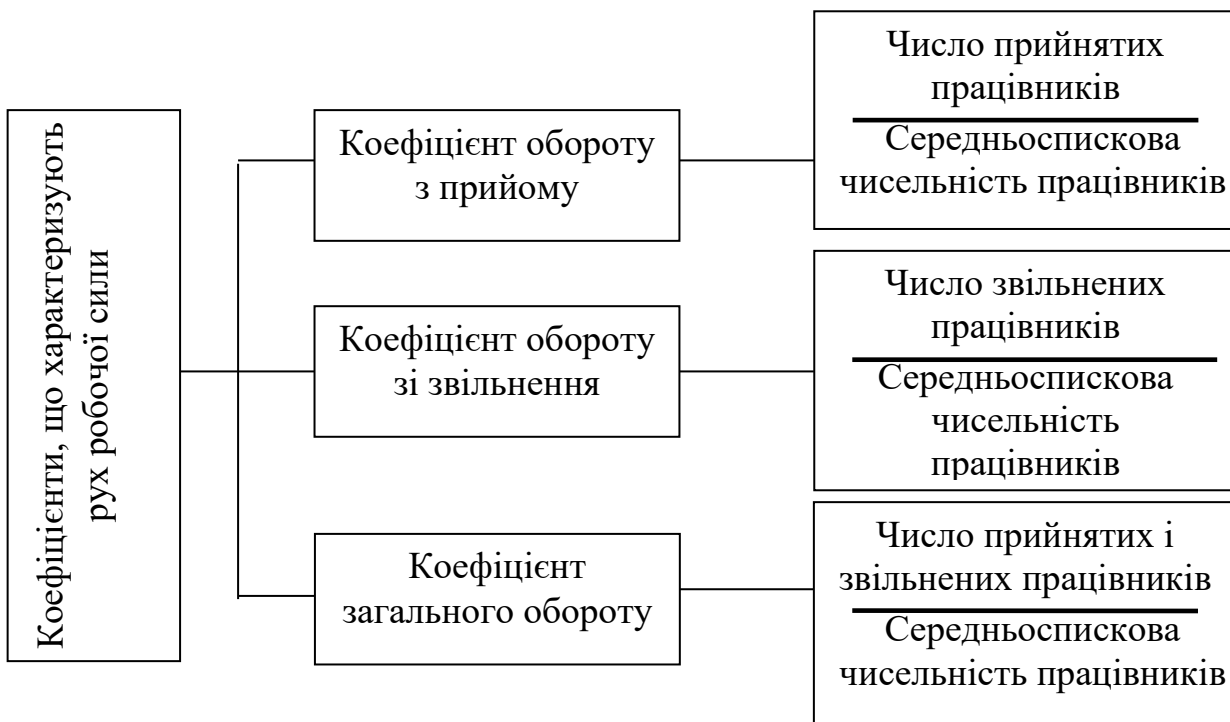 Коефіцієнти, що характеризують
рух робочої сили
Коефіцієнт обороту
з прийому
Число прийнятих
працівників
Середньоспискова
чисельність працівників
Коефіцієнт обороту
зі звільнення
Число звільнених
працівників
Середньоспискова
чисельність
працівників
Коефіцієнт
загального обороту
Число прийнятих і
звільнених працівників
Середньоспискова
чисельність працівників